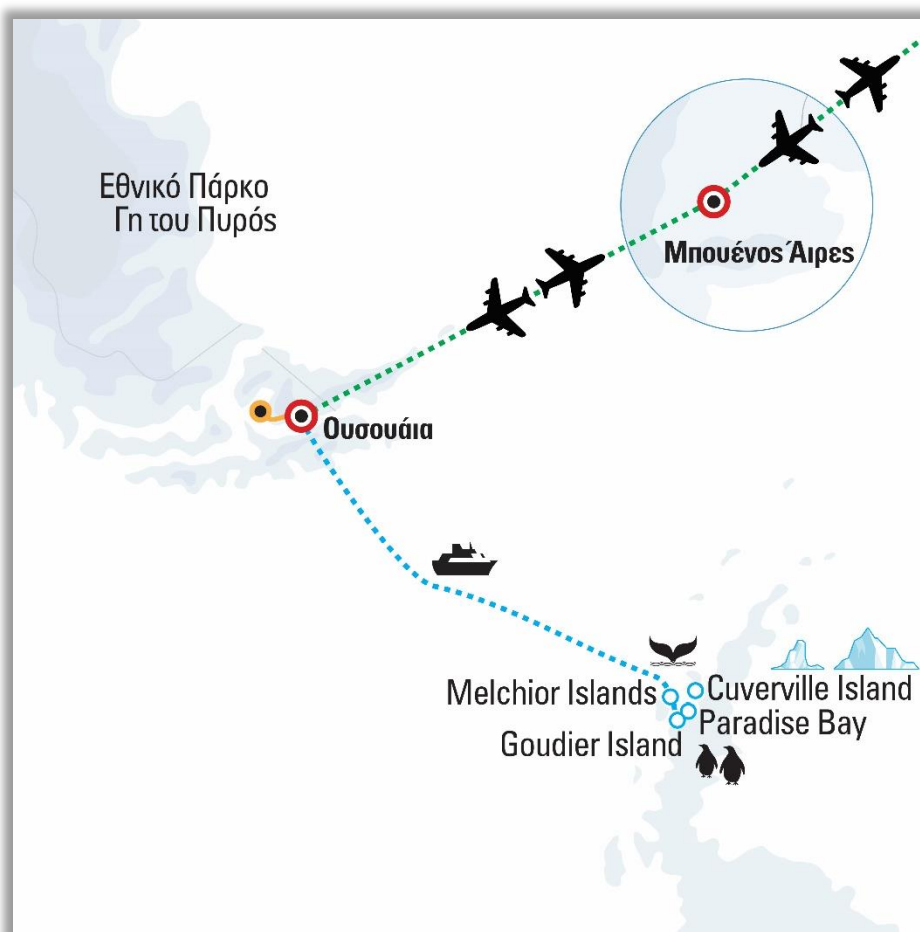 Εθνικό Πάρκο
Γη του Πυρός
Μπουένος Άιρες
Ουσουάια
Melchior Islands
Cuverville Island
Paradise Bay
Goudier Island